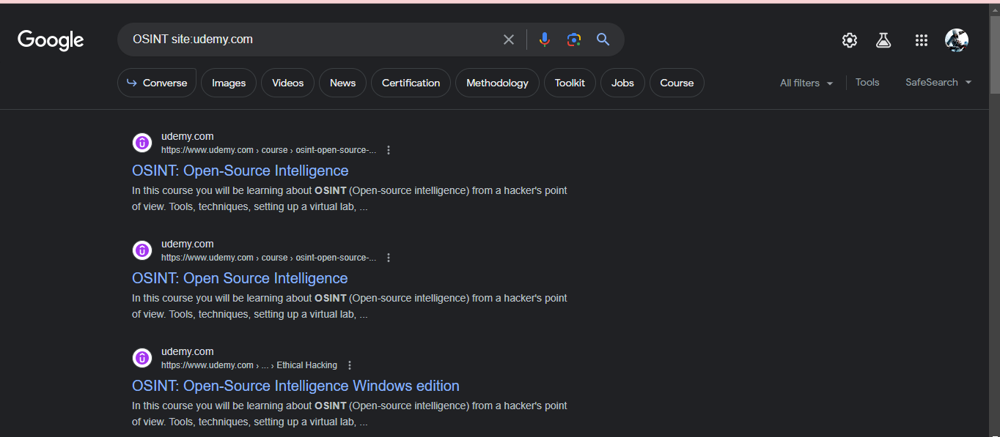 Google
OSINT site:udemy.com
Converse Images Videos News Certification Methodology Toolkit Jobs Course All filters Tools SafeSearch
udemy.com
https://www.udemy.com › course › osint-open-source-...
OSINT: Open-Source Intelligence
In this course you will be learning about OSINT (Open-source intelligence) from a hacker's point
of view. Tools, techniques, setting up a virtual lab, ...
udemy.com
https://www.udemy.com › course › osint-open-source-...
OSINT: Open Source Intelligence
In this course you will be learning about OSINT (Open-source intelligence) from a hacker's point
of view. Tools, techniques, setting up a virtual lab, ...
udemy.com
https://www.udemy.com › ... › Ethical Hacking
OSINT: Open-Source Intelligence Windows edition
In this course you will be learning about OSINT (Open-source intelligence) from a hacker's point
of view. Tools, techniques, setting up a virtual lab, ...